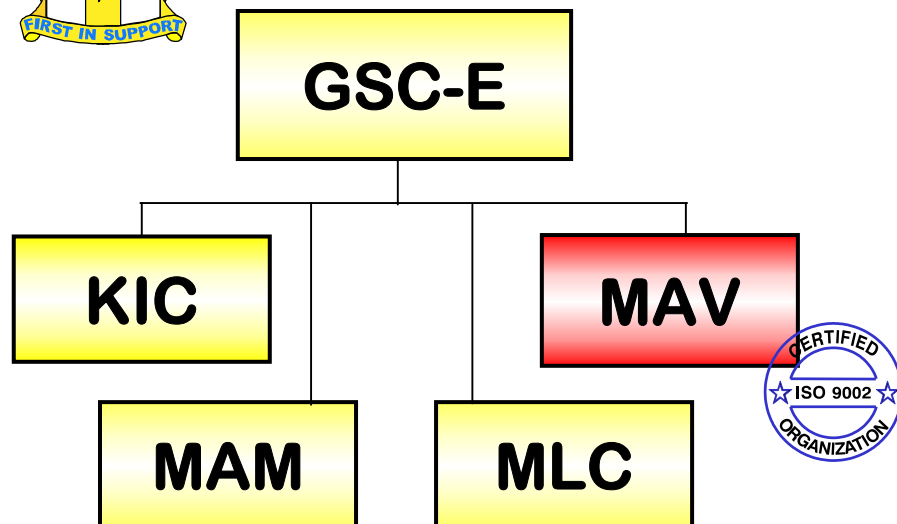 FIRST IN SUPPORT
GSC-E
KIC
MAV
MAM
MLC
CERTIFIED
ISO 9002
ORGANIZATION